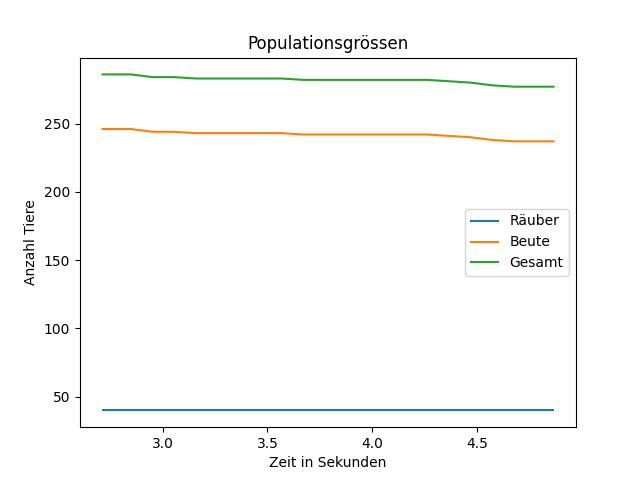 Populationsgrössen
Anzahl Tiere
250
200
150
100
50
Räuber
Beute
Gesamt
3.0 3.5 4.0 4.5
Zeit in Sekunden